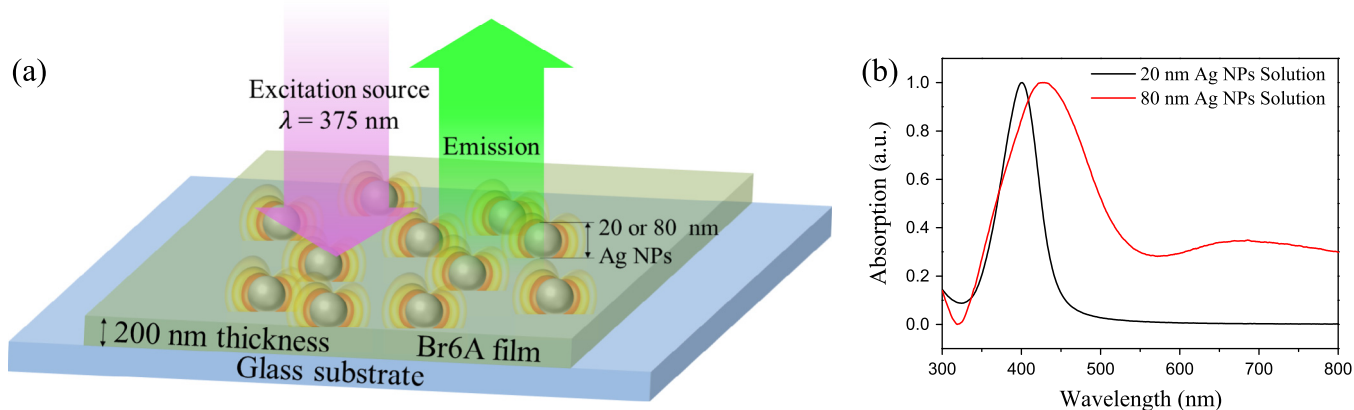 (a)
Excitation source
λ = 375 nm
Emission
20 or 80 nm
Ag NPs
200 nm thickness
Br6A film
Glass substrate
(b)
20 nm Ag NPs Solution
80 nm Ag NPs Solution
Absorption (a.u.)
1.0
0.8
0.6
0.4
0.2
0.0
300 400 500 600 700 800
Wavelength (nm)